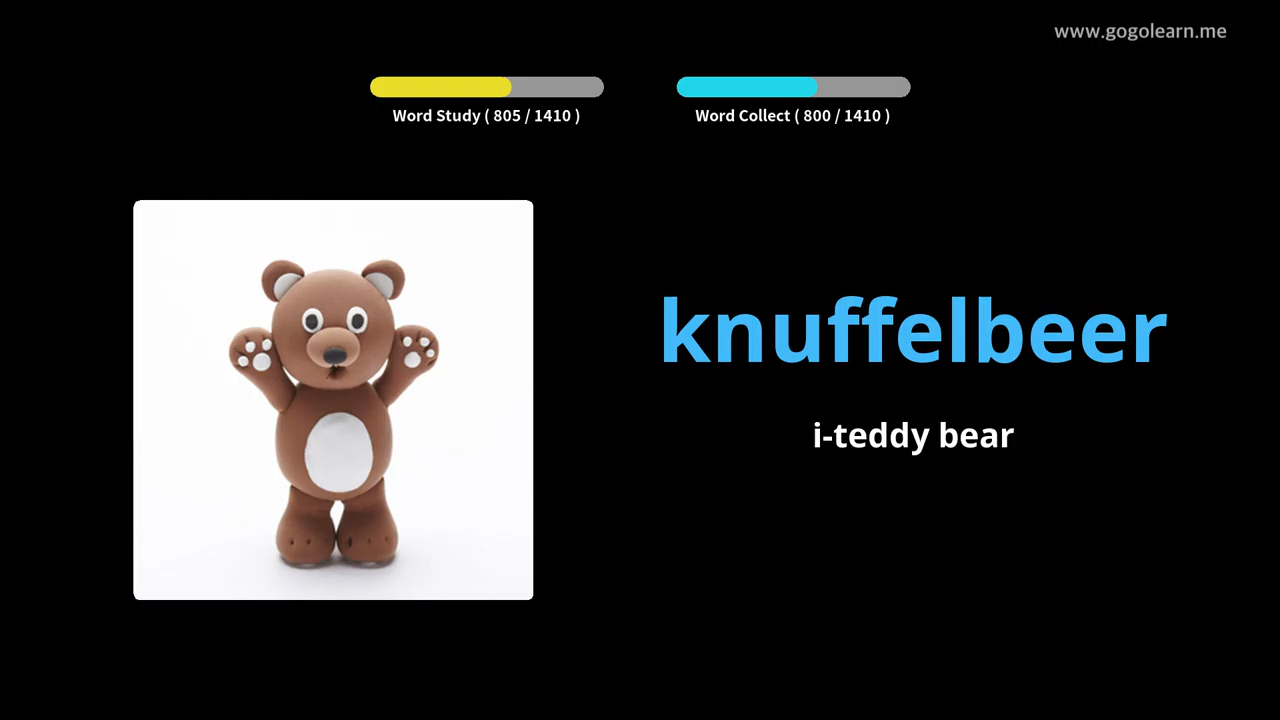 www.gogolearn.me
Word Study ( 805 / 1410 )
Word Collect ( 800 / 1410 )
knuffelbeer
i-teddy bear